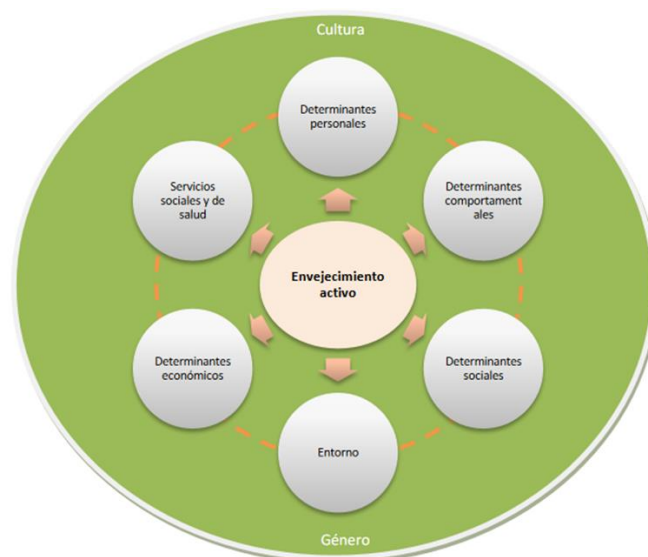 Cultura
Determinantes
personales
Servicios
sociales y de
salud
Determinantes
comportament
ales
Envejecimiento
activo
Determinantes
económicos
Determinantes
sociales
Entorno
Género